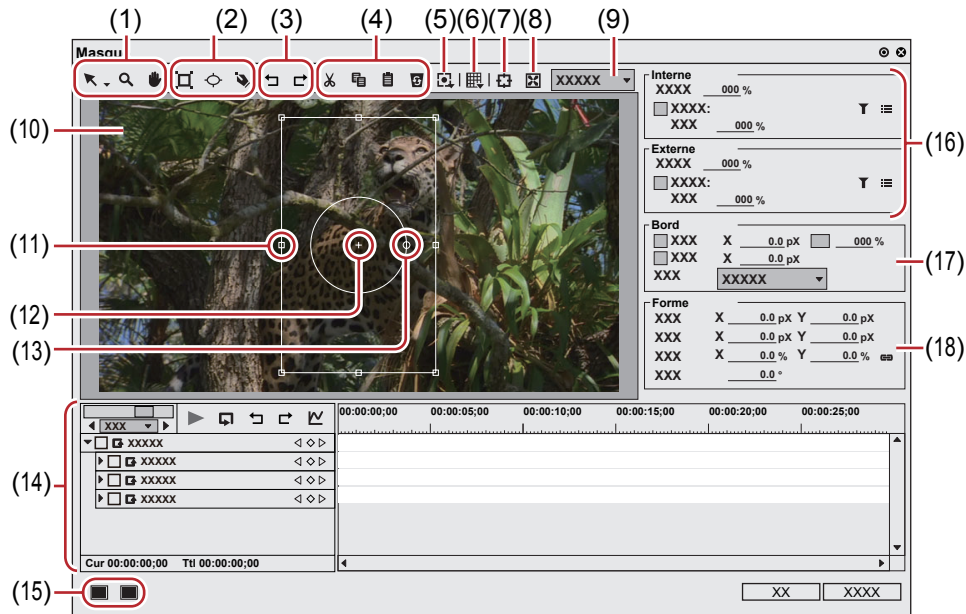 (1) (2) (3) (4) (5) (6) (7) (8) (9)
Masqu
XXXXX
(10)
(11)
(12)
(13)
Interne
XXXX 000 %
XXXX:
XXX 000 %
Externe
XXXX 000 %
XXXX:
XXX 000 %
(16)
Bord
XXX X 0.0 pX 000 %
XXX X 0.0 pX
XXX XXXXX
(17)
Forme
XXX X 0.0 pX Y 0.0 pX
XXX X 0.0 pX Y 0.0 pX
XXX X 0.0 % Y 0.0 %
XXX 0.0 °
(18)
(14)
XXX
00:00:00;00 00:00:05;00 00:00:10;00 00:00:15;00 00:00:20;00 00:00:25;00
XXXXX
XXXXX
XXXXX
XXXXX
Cur 00:00:00;00 Ttl 00:00:00;00
(15)
XX XXXX